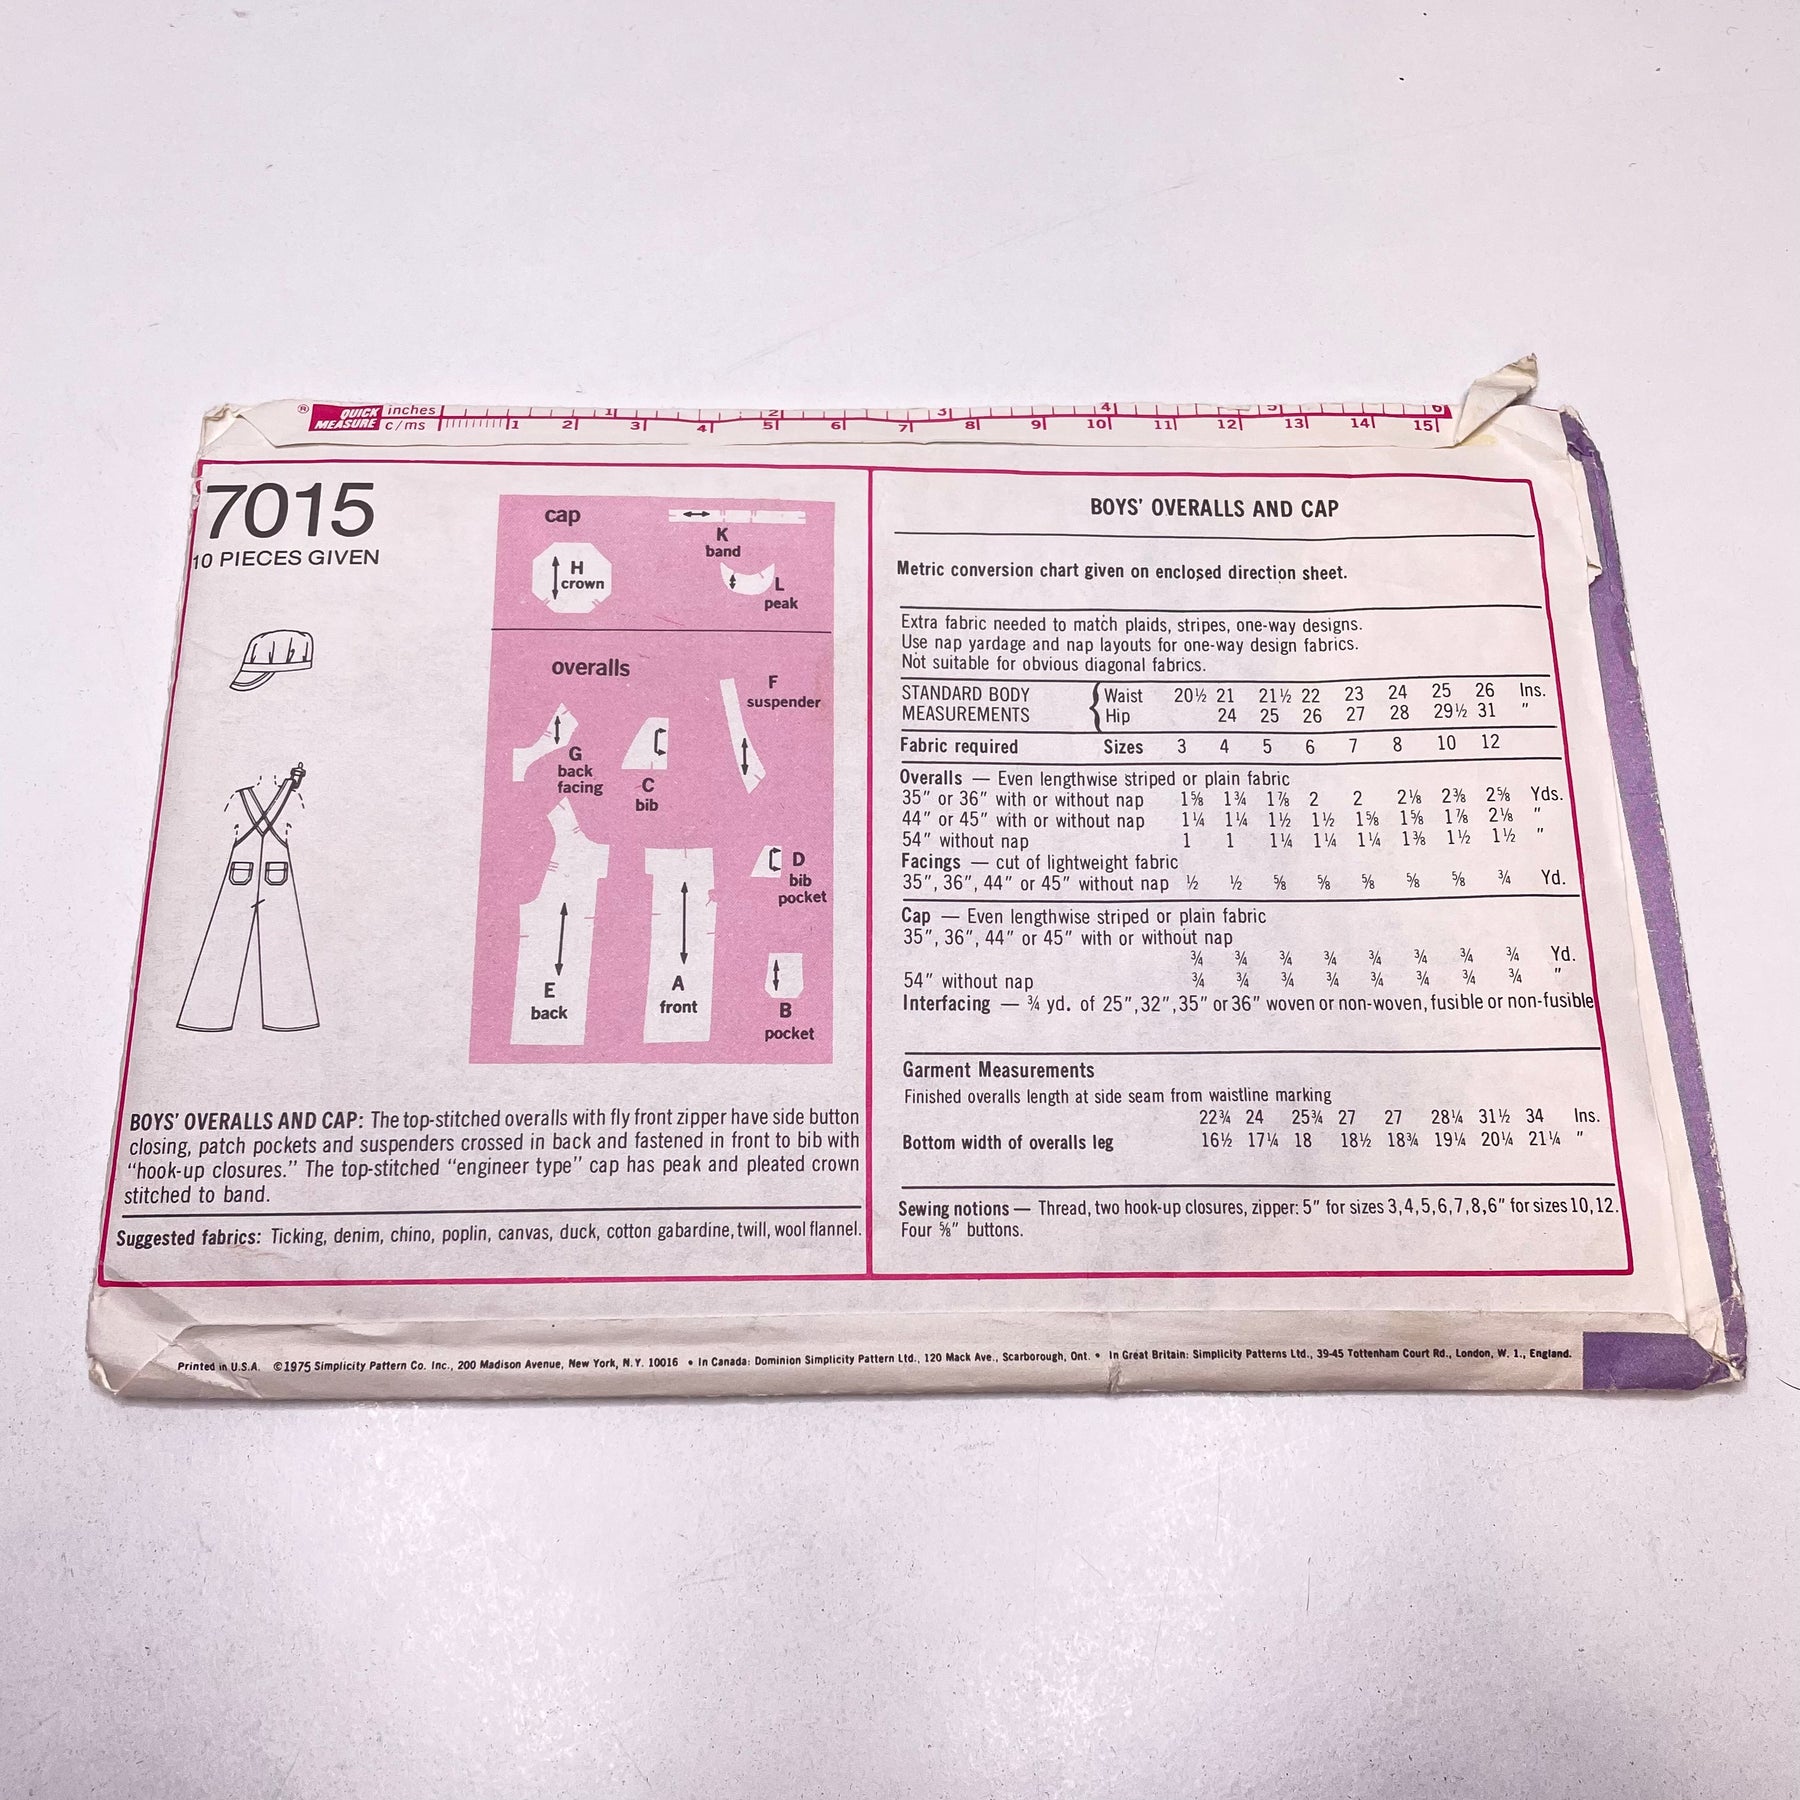 ® QUICK MEASURE inches 1 2 3 4 5 6
c/ms 1 2 3 4 5 6 7 8 9 10 11 12 13 14 15
7015
10 PIECES GIVEN
cap
H
crown
K
band
L
peak
overalls
G
back
facing
C
bib
F
suspender
D
bib
pocket
E
back
A
front
B
pocket
BOYS' OVERALLS AND CAP: The top-stitched overalls with fly front zipper have side button
closing, patch pockets and suspenders crossed in back and fastened in front to bib with
“hook-up closures.” The top-stitched “engineer type” cap has peak and pleated crown
stitched to band.
Suggested fabrics: Ticking, denim, chino, poplin, canvas, duck, cotton gabardine, twill, wool flannel.
BOYS' OVERALLS AND CAP
Metric conversion chart given on enclosed direction sheet.
Extra fabric needed to match plaids, stripes, one-way designs.
Use nap yardage and nap layouts for one-way design fabrics.
Not suitable for obvious diagonal fabrics.
STANDARD BODY { Waist 20½ 21 21½ 22 23 24 25 26 Ins.
MEASUREMENTS { Hip 24 25 26 27 28 29½ 31 ″
Fabric required Sizes 3 4 5 6 7 8 10 12
Overalls — Even lengthwise striped or plain fabric
35″ or 36″ with or without nap 1⅝ 1¾ 1⅞ 2 2 2⅛ 2⅜ 2⅝ Yds.
44″ or 45″ with or without nap 1¼ 1¼ 1½ 1½ 1⅝ 1⅝ 1⅞ 2⅛ ″
54″ without nap 1 1 1¼ 1¼ 1¼ 1⅜ 1½ 1½ ″
Facings — cut of lightweight fabric
35″, 36″, 44″ or 45″ without nap ½ ½ ⅝ ⅝ ⅝ ⅝ ⅝ ¾ Yd.
Cap — Even lengthwise striped or plain fabric
35″, 36″, 44″ or 45″ with or without nap
¾ ¾ ¾ ¾ ¾ ¾ ¾ ¾ Yd.
54″ without nap ¾ ¾ ¾ ¾ ¾ ¾ ¾ ¾ ″
Interfacing — ¾ yd. of 25″, 32″, 35″ or 36″ woven or non-woven, fusible or non-fusible
Garment Measurements
Finished overalls length at side seam from waistline marking
22¾ 24 25¾ 27 27 28¼ 31½ 34 Ins.
Bottom width of overalls leg 16½ 17¼ 18 18½ 18¾ 19¼ 20¼ 21¼ ″
Sewing notions — Thread, two hook-up closures, zipper: 5″ for sizes 3,4,5,6,7,8,6″ for sizes 10,12.
Four ⅝″ buttons.
Printed in U.S.A. ©1975 Simplicity Pattern Co. Inc., 200 Madison Avenue, New York, N.Y. 10016 • In Canada: Dominion Simplicity Pattern Ltd., 120 Mack Ave., Scarborough, Ont. • In Great Britain: Simplicity Patterns Ltd., 39-45 Tottenham Court Rd., London, W. 1., England.